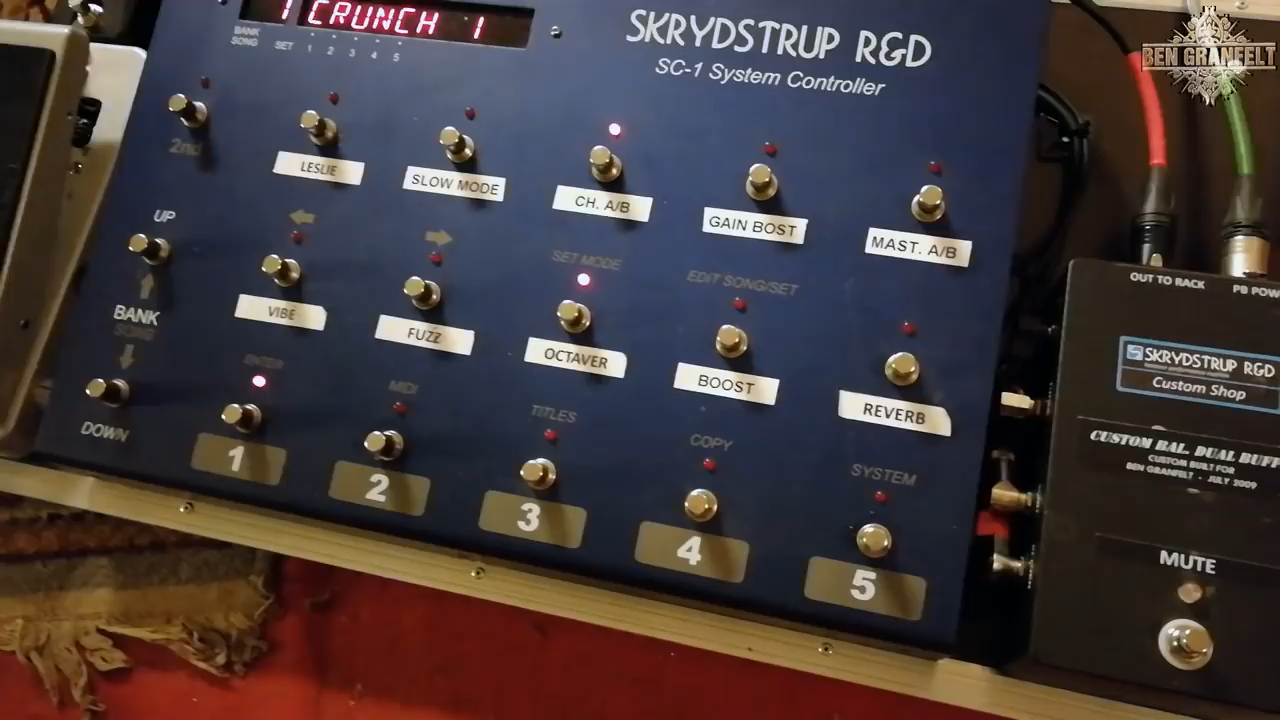 1 CRUNCH 1
BANK
SONG
SET
1 2 3 4 5
SKRYDSTRUP R&D
SC-1 System Controller
BEN GRANFELT
2nd
LESLIE
SLOW MODE
CH. A/B
GAIN BOST
MAST. A/B
UP
SET MODE
EDIT SONG/SET
VIBE
FUZZ
OCTAVER
BOOST
REVERB
BANK
SONG
DOWN
ENTER
MIDI
TITLES
COPY
SYSTEM
1
2
3
4
5
OUT TO RACK
PB POW
SKRYDSTRUP R&D
Custom Shop
CUSTOM BAL. DUAL BUFF
CUSTOM BUILT FOR
BEN GRANFELT - JULY 2009
MUTE